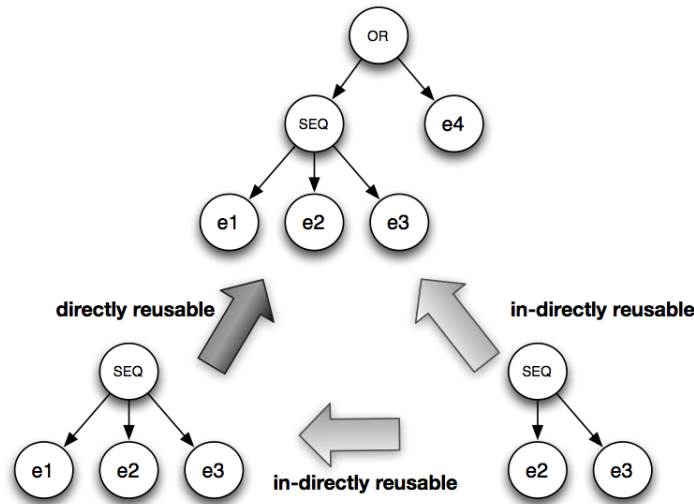 OR
SEQ
e4
e1
e2
e3
directly reusable
in-directly reusable
SEQ
SEQ
e1
e2
e3
e2
e3
in-directly reusable